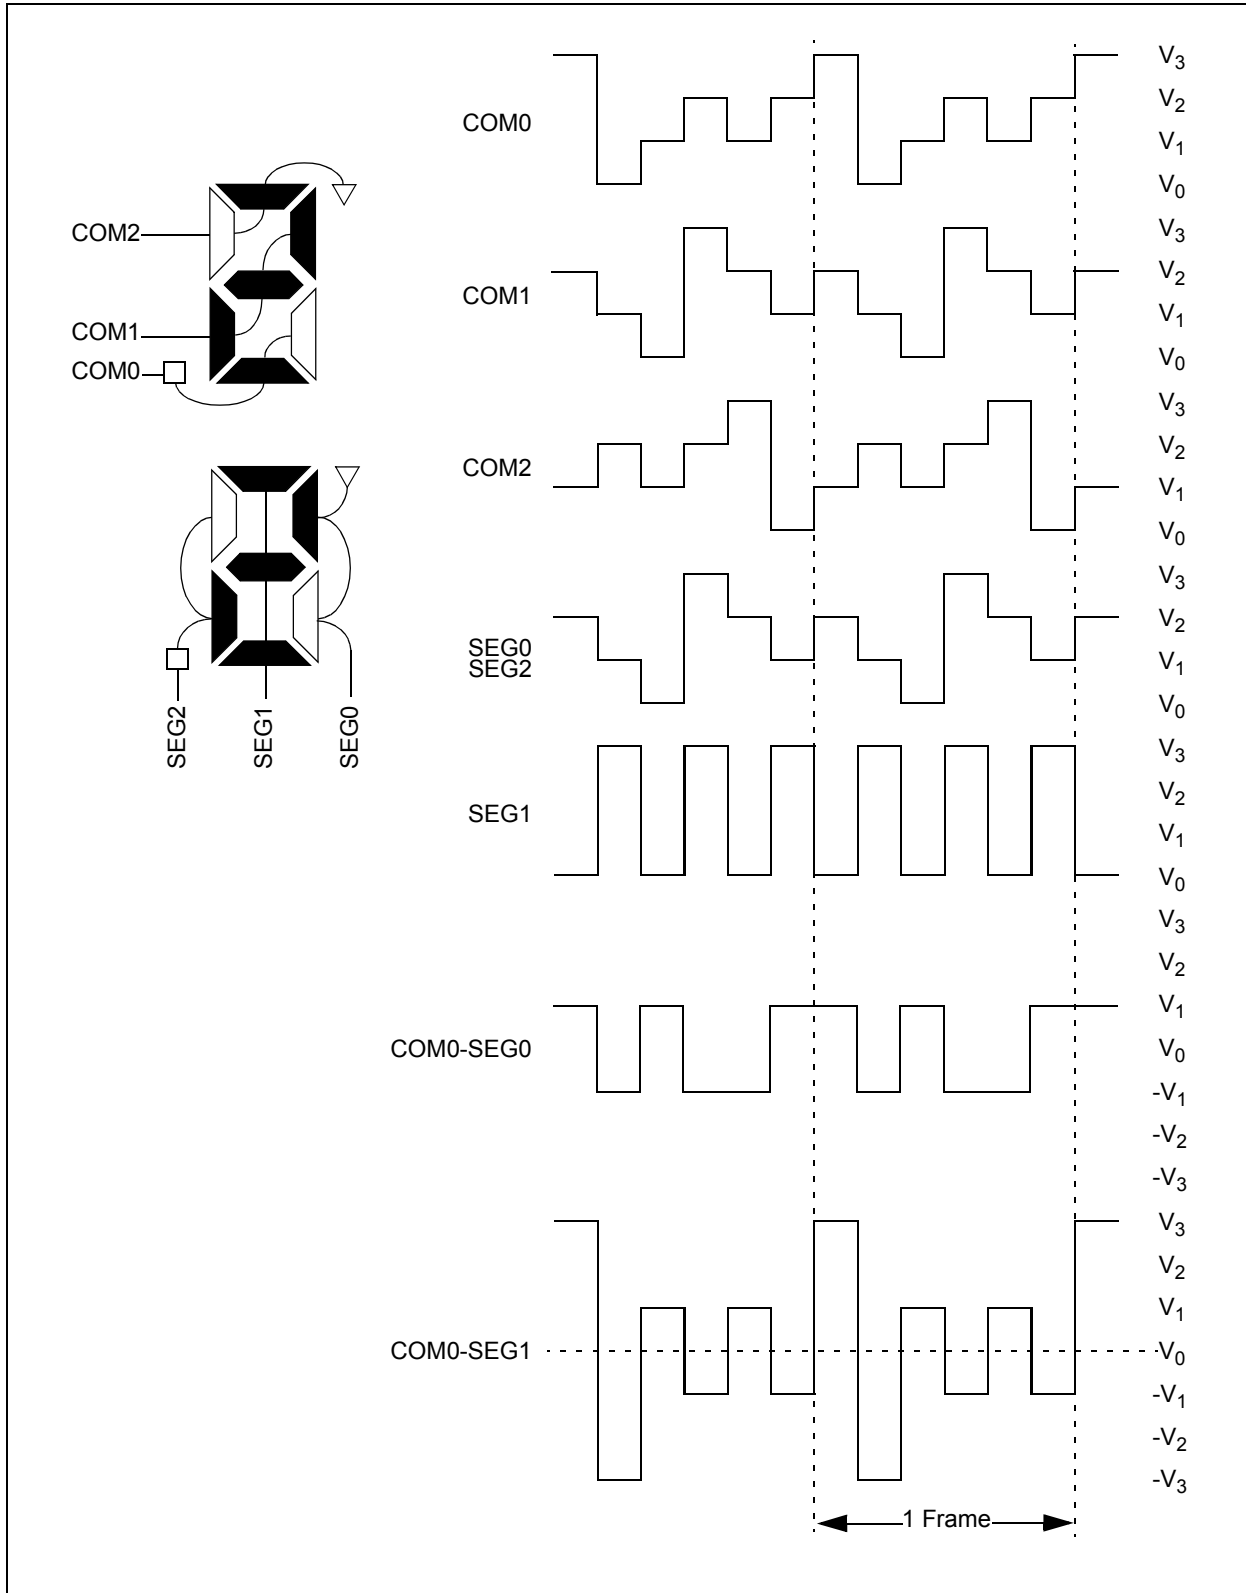 COM2
COM1
COM0
SEG2
SEG1
SEG0
COM0
V3
V2
V1
V0
COM1
V3
V2
V1
V0
COM2
V3
V2
V1
V0
SEG0
SEG2
V3
V2
V1
V0
SEG1
V3
V2
V1
V0
COM0-SEG0
V3
V2
V1
V0
-V1
-V2
-V3
COM0-SEG1
V3
V2
V1
V0
-V1
-V2
-V3
1 Frame